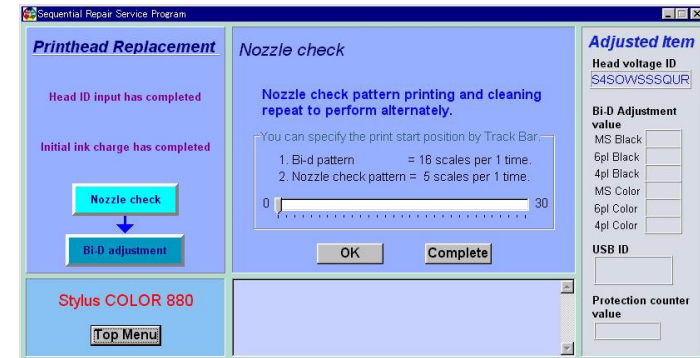 Sequential Repair Service Program
Printhead Replacement
Head ID input has completed
Initial ink charge has completed
Nozzle check
Bi-D adjustment
Stylus COLOR 880
Top Menu
Nozzle check
Nozzle check pattern printing and cleaning
repeat to perform alternately.
You can specify the print start position by Track Bar.
1. Bi-d pattern = 16 scales per 1 time.
2. Nozzle check pattern = 5 scales per 1 time.
0 30
OK Complete
Adjusted Item
Head voltage ID
S4SOWSSSQUR
Bi-D Adjustment
value
MS Black
6pl Black
4pl Black
MS Color
6pl Color
4pl Color
USB ID
Protection counter
value